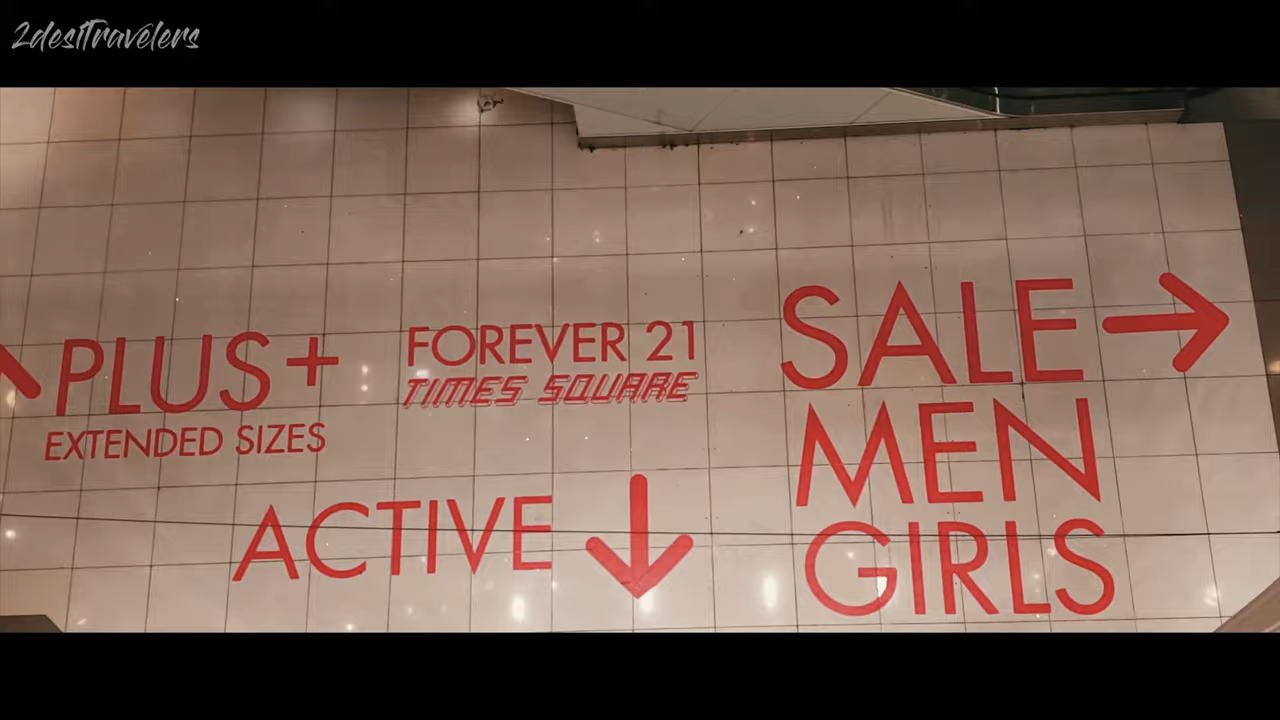 2desiTravelers
PLUS+
EXTENDED SIZES
FOREVER 21
TIMES SQUARE
ACTIVE
SALE
MEN
GIRLS